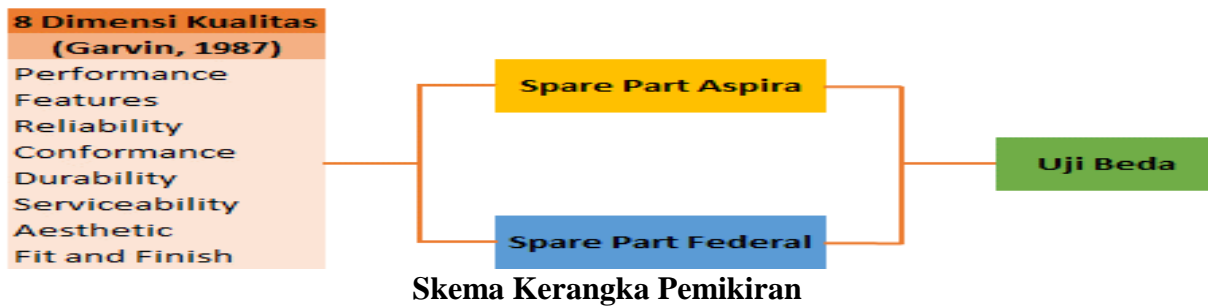 8 Dimensi Kualitas
(Garvin, 1987)
Performance
Features
Reliability
Conformance
Durability
Serviceability
Aesthetic
Fit and Finish
Spare Part Aspira
Spare Part Federal
Uji Beda
Skema Kerangka Pemikiran